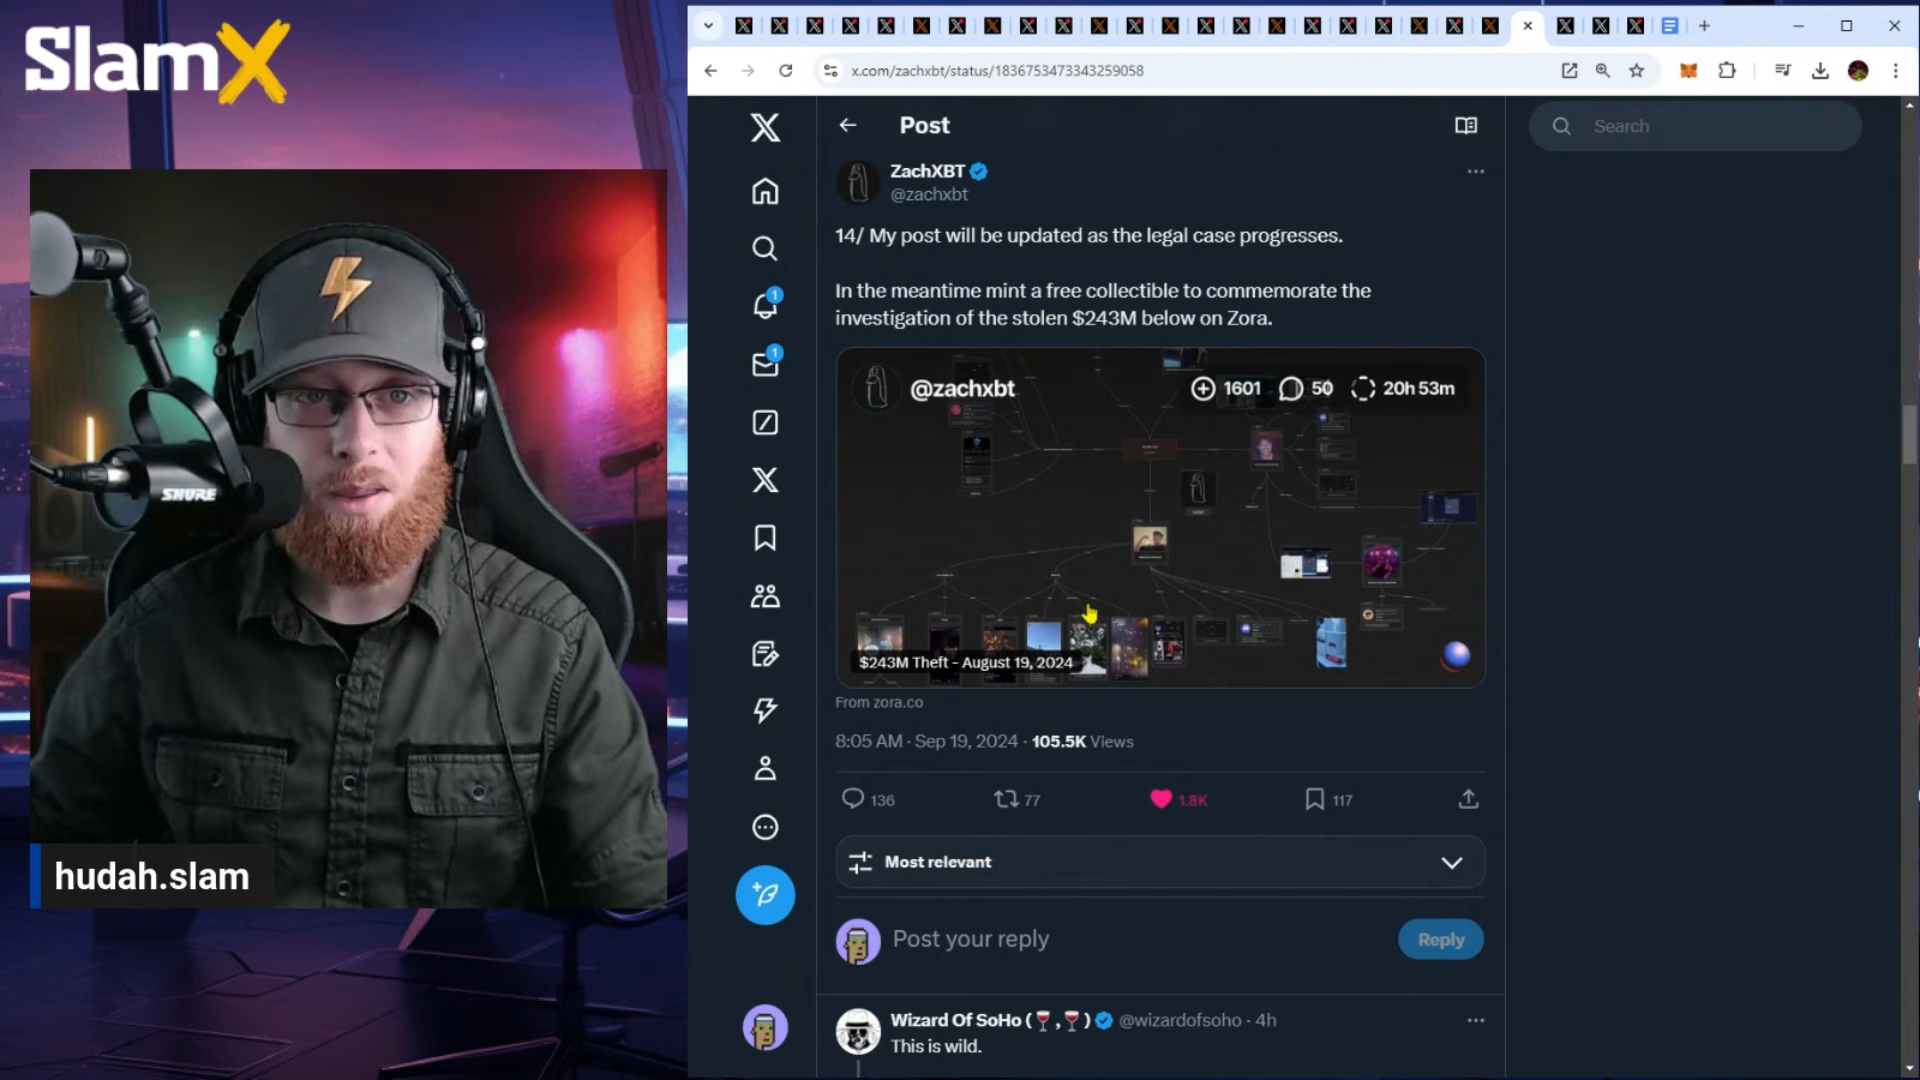 SlamX
SHURE
hudah.slam
x.com/zachxbt/status/1836753473343259058
Post
Search
ZachXBT
@zachxbt
14/ My post will be updated as the legal case progresses.
In the meantime mint a free collectible to commemorate the
investigation of the stolen $243M below on Zora.
@zachxbt
1601
50
20h 53m
$243M Theft - August 19, 2024
From zora.co
8:05 AM · Sep 19, 2024 · 105.5K Views
136
77
1.8K
117
Most relevant
Post your reply
Reply
Wizard Of SoHo (🍷,🍷) @wizardofsoho · 4h
This is wild.
1
1